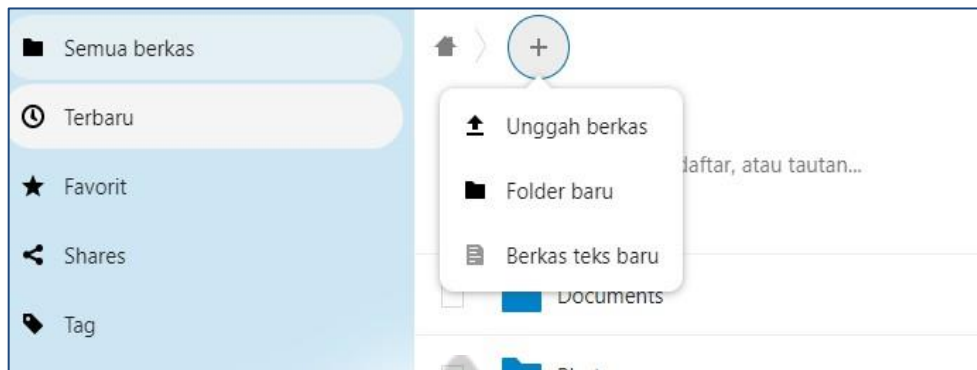 Semua berkas
Terbaru
Favorit
Shares
Tag
+
Unggah berkas
Folder baru
Berkas teks baru
daftar, atau tautan...
Documents